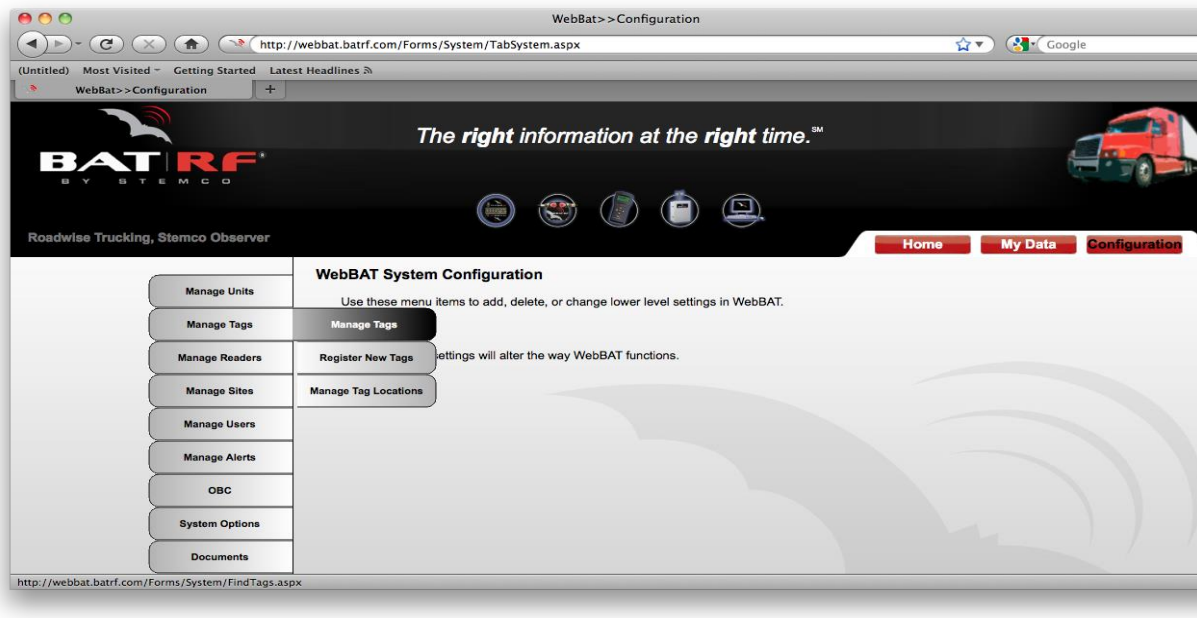 WebBat>>Configuration
http://webbat.batrf.com/Forms/System/TabSystem.aspx
Google
(Untitled) Most Visited Getting Started Latest Headlines
WebBat>>Configuration +
The right information at the right time.℠
BAT RF®
BY STEMCO
Roadwise Trucking, Stemco Observer
Home My Data Configuration
WebBAT System Configuration
Use these menu items to add, delete, or change lower level settings in WebBAT.
settings will alter the way WebBAT functions.
Manage Units
Manage Tags
Manage Readers
Manage Sites
Manage Users
Manage Alerts
OBC
System Options
Documents
Manage Tags
Register New Tags
Manage Tag Locations
http://webbat.batrf.com/Forms/System/FindTags.aspx